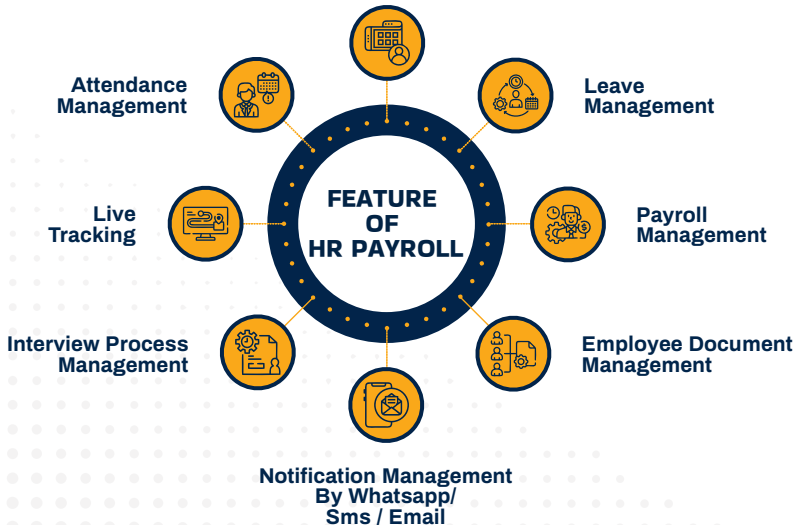 Attendance
Management
Leave
Management
Live
Tracking
FEATURE
OF
HR PAYROLL
Payroll
Management
Interview Process
Management
Employee Document
Management
Notification Management
By Whatsapp/
Sms / Email